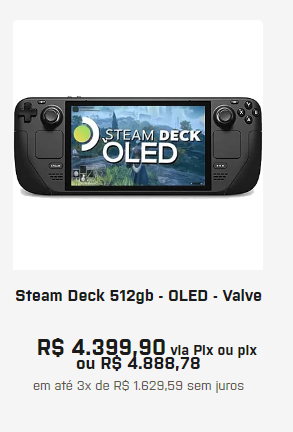 STEAM DECK
OLED
Steam Deck 512gb - OLED - Valve
R$ 4.399,90 via Pix ou pix
ou R$ 4.888,78
em até 3x de R$ 1.629,59 sem juros